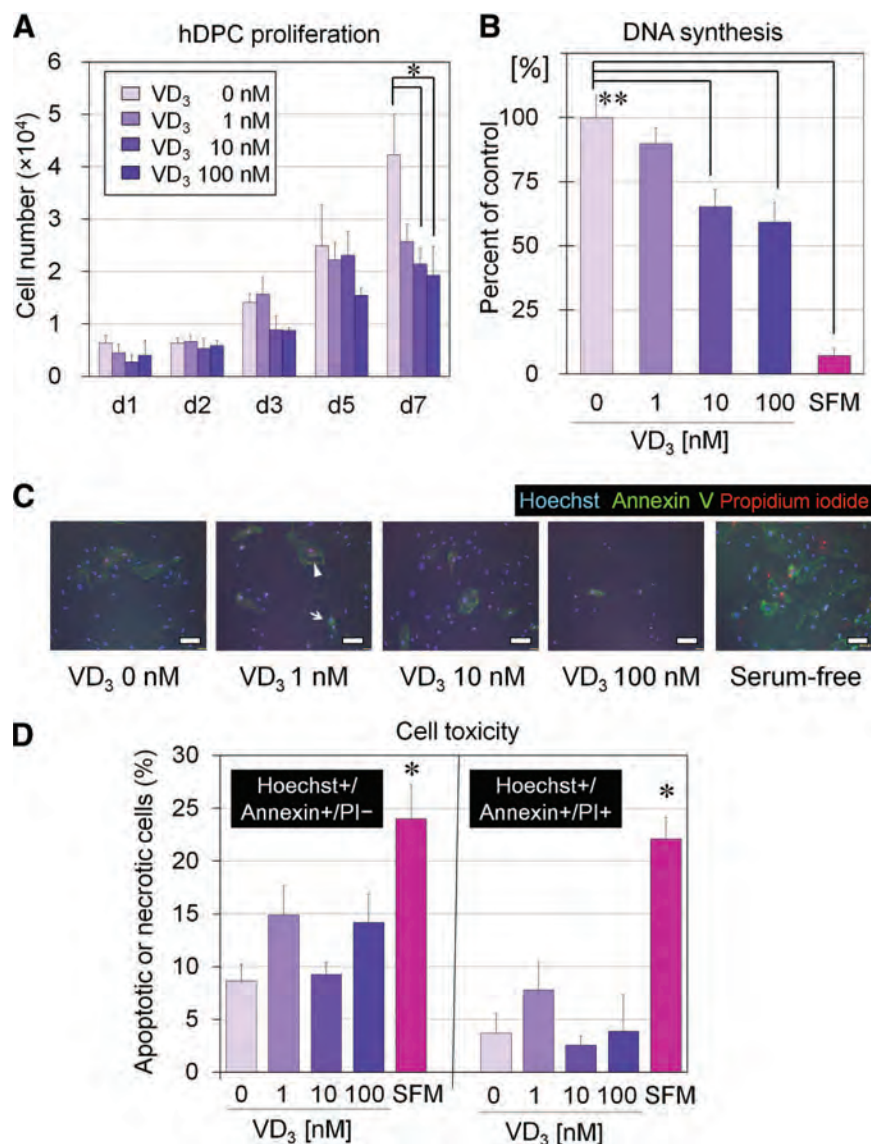 A
hDPC proliferation
Cell number (×10⁴)
6
5
4
3
2
1
0
VD₃ 0 nM
VD₃ 1 nM
VD₃ 10 nM
VD₃ 100 nM
*
d1 d2 d3 d5 d7
B
DNA synthesis
[%]
Percent of control
100
75
50
25
0
**
0 1 10 100 SFM
VD₃ [nM]
C
Hoechst Annexin V Propidium iodide
VD₃ 0 nM VD₃ 1 nM VD₃ 10 nM VD₃ 100 nM Serum-free
D
Cell toxicity
Apoptotic or necrotic cells (%)
30
25
20
15
10
5
0
Hoechst+/
Annexin+/PI−
*
Hoechst+/
Annexin+/PI+
*
0 1 10 100 SFM 0 1 10 100 SFM
VD₃ [nM] VD₃ [nM]